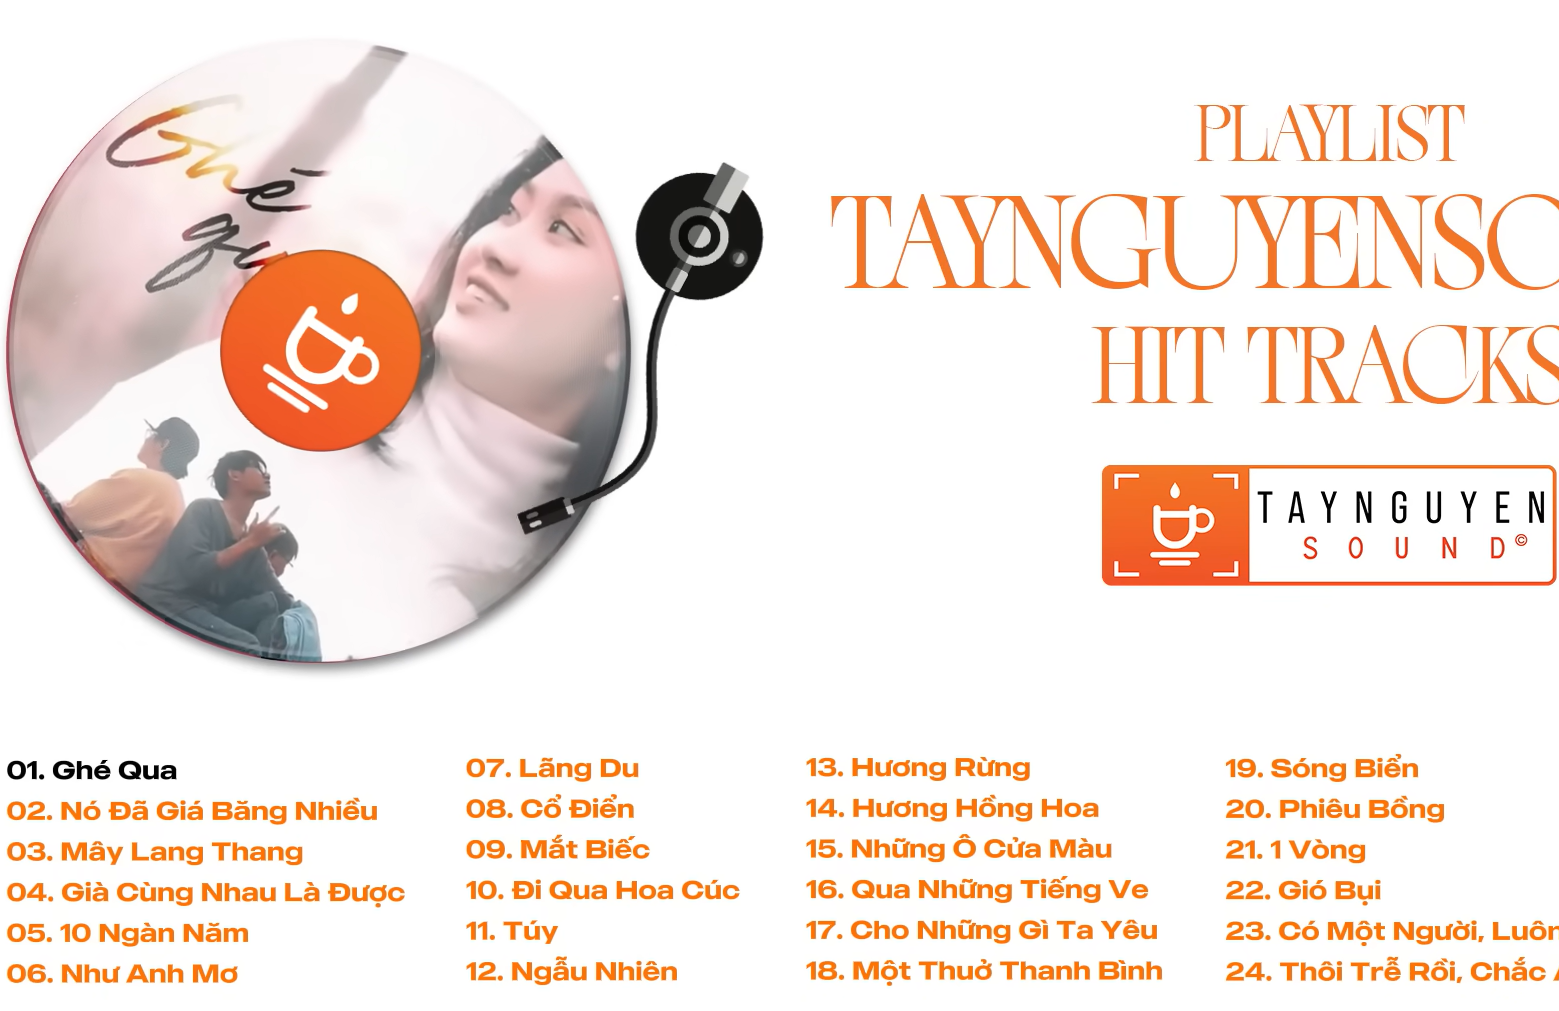 Ghé
qu
PLAYLIST
TAYNGUYENSO
HIT TRACKS
TAYNGUYEN
SOUND©
01. Ghé Qua
02. Nó Đã Giá Băng Nhiều
03. Mây Lang Thang
04. Già Cùng Nhau Là Được
05. 10 Ngàn Năm
06. Như Anh Mơ
07. Lãng Du
08. Cổ Điển
09. Mắt Biếc
10. Đi Qua Hoa Cúc
11. Túy
12. Ngẫu Nhiên
13. Hương Rừng
14. Hương Hồng Hoa
15. Những Ô Cửa Màu
16. Qua Những Tiếng Ve
17. Cho Những Gì Ta Yêu
18. Một Thuở Thanh Bình
19. Sóng Biển
20. Phiêu Bồng
21. 1 Vòng
22. Gió Bụi
23. Có Một Người, Luôn
24. Thôi Trễ Rồi, Chắc